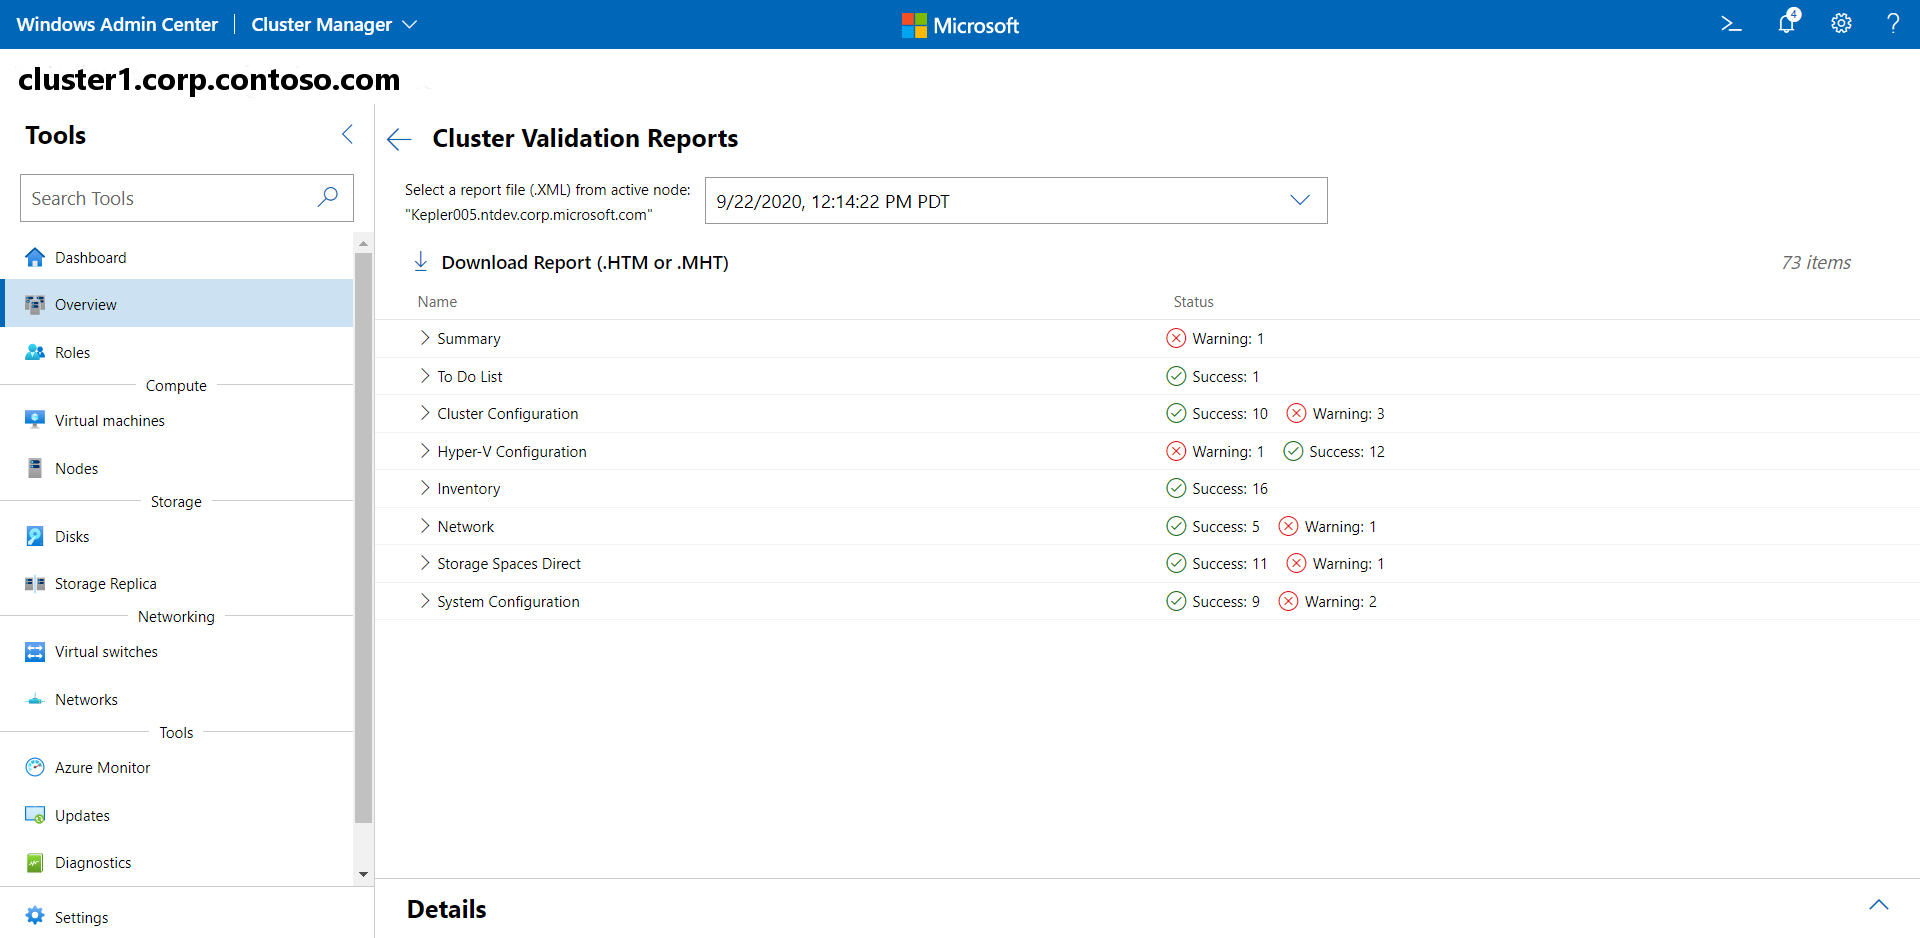 Windows Admin Center
Cluster Manager
Microsoft
4
cluster1.corp.contoso.com
Tools
Search Tools
Dashboard
Overview
Roles
Compute
Virtual machines
Nodes
Storage
Disks
Storage Replica
Networking
Virtual switches
Networks
Tools
Azure Monitor
Updates
Diagnostics
Settings
Cluster Validation Reports
Select a report file (.XML) from active node:
"Kepler005.ntdev.corp.microsoft.com"
9/22/2020, 12:14:22 PM PDT
Download Report (.HTM or .MHT)
73 items
Name Status
Summary Warning: 1
To Do List Success: 1
Cluster Configuration Success: 10 Warning: 3
Hyper-V Configuration Warning: 1 Success: 12
Inventory Success: 16
Network Success: 5 Warning: 1
Storage Spaces Direct Success: 11 Warning: 1
System Configuration Success: 9 Warning: 2
Details